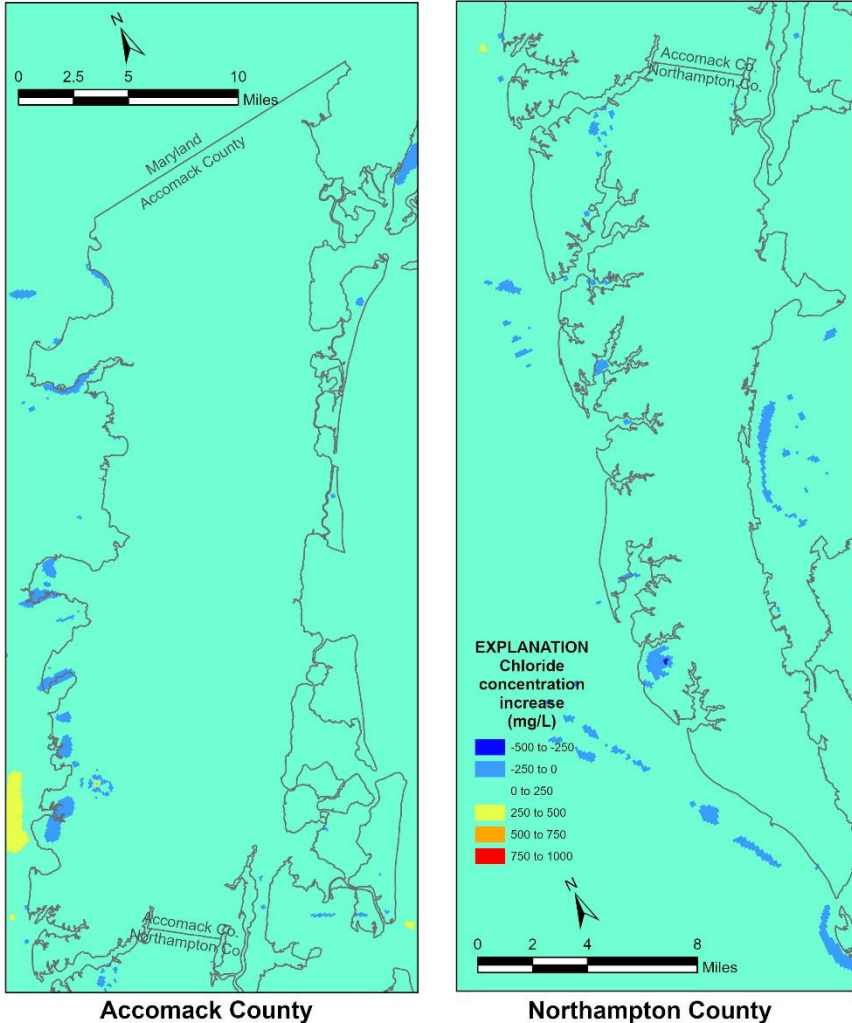 N
0 2.5 5 10
Miles
Maryland
Accomack County
Accomack Co.
Northampton Co.
Accomack County
Accomack Co.
Northampton Co.
EXPLANATION
Chloride
concentration
increase
(mg/L)
-500 to -250
-250 to 0
0 to 250
250 to 500
500 to 750
750 to 1000
N
0 2 4 8
Miles
Northampton County